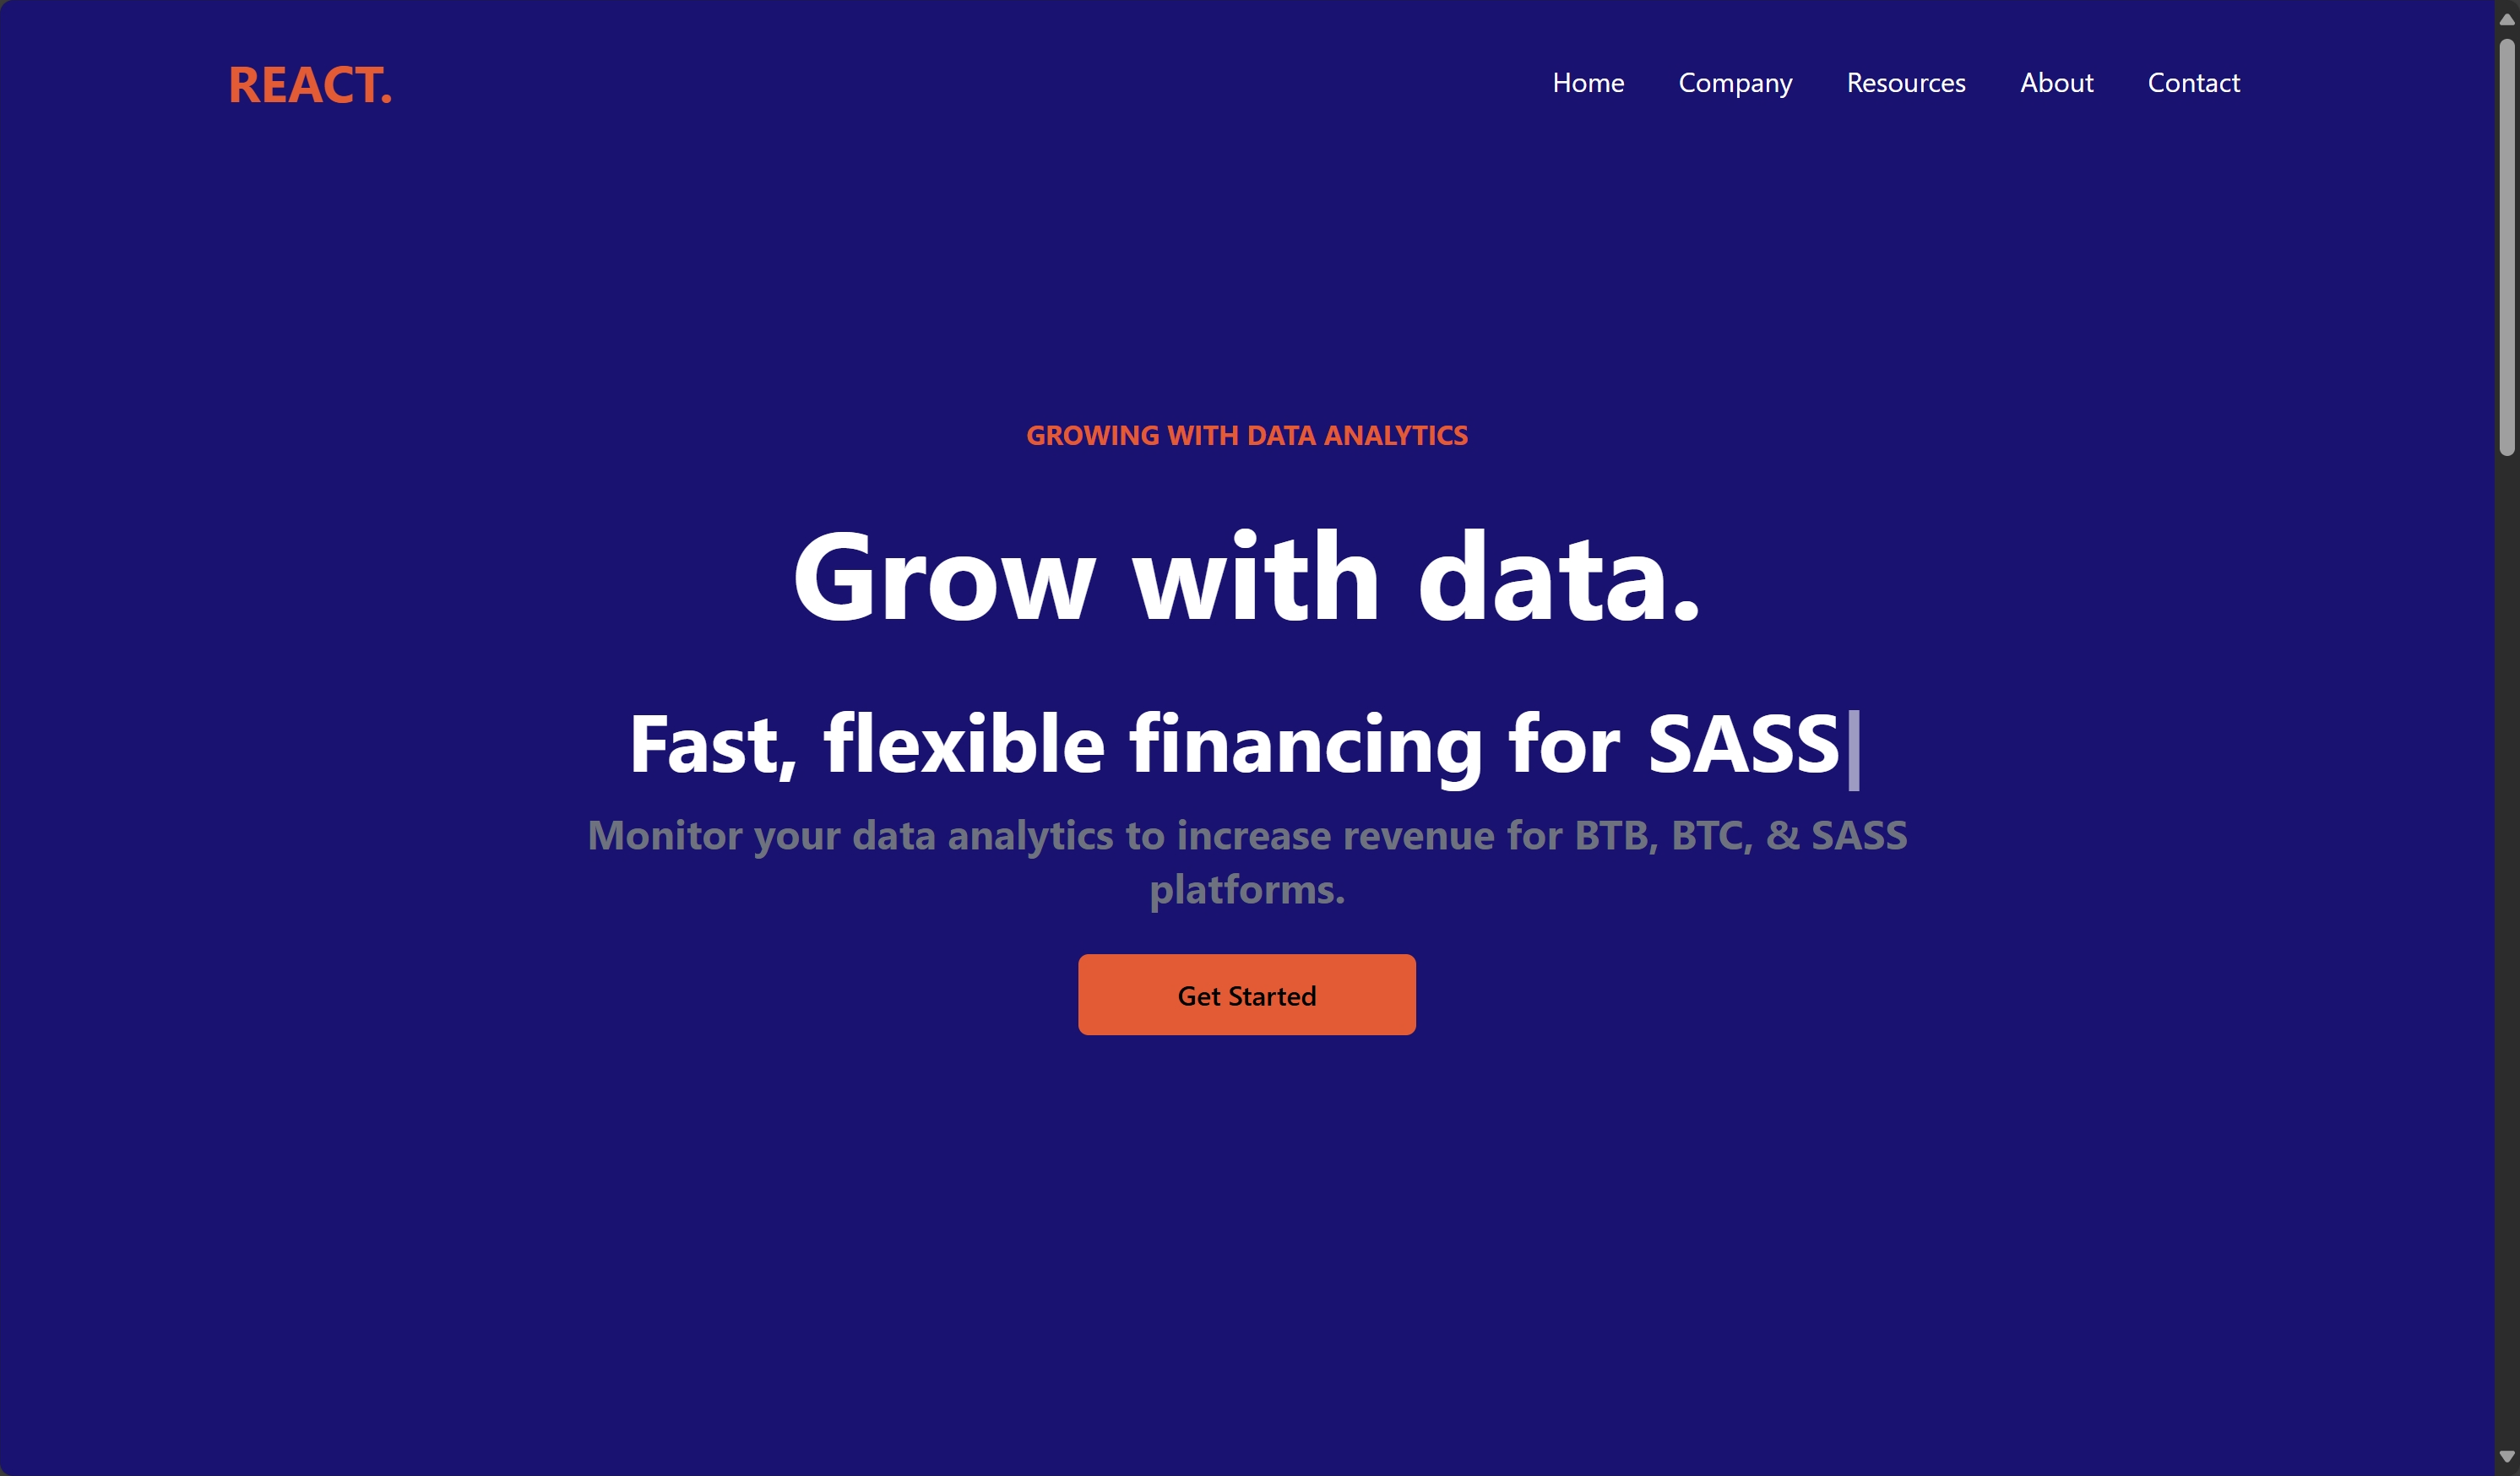 REACT.
Home Company Resources About Contact
GROWING WITH DATA ANALYTICS
Grow with data.
Fast, flexible financing for SASS|
Monitor your data analytics to increase revenue for BTB, BTC, & SASS
platforms.
Get Started